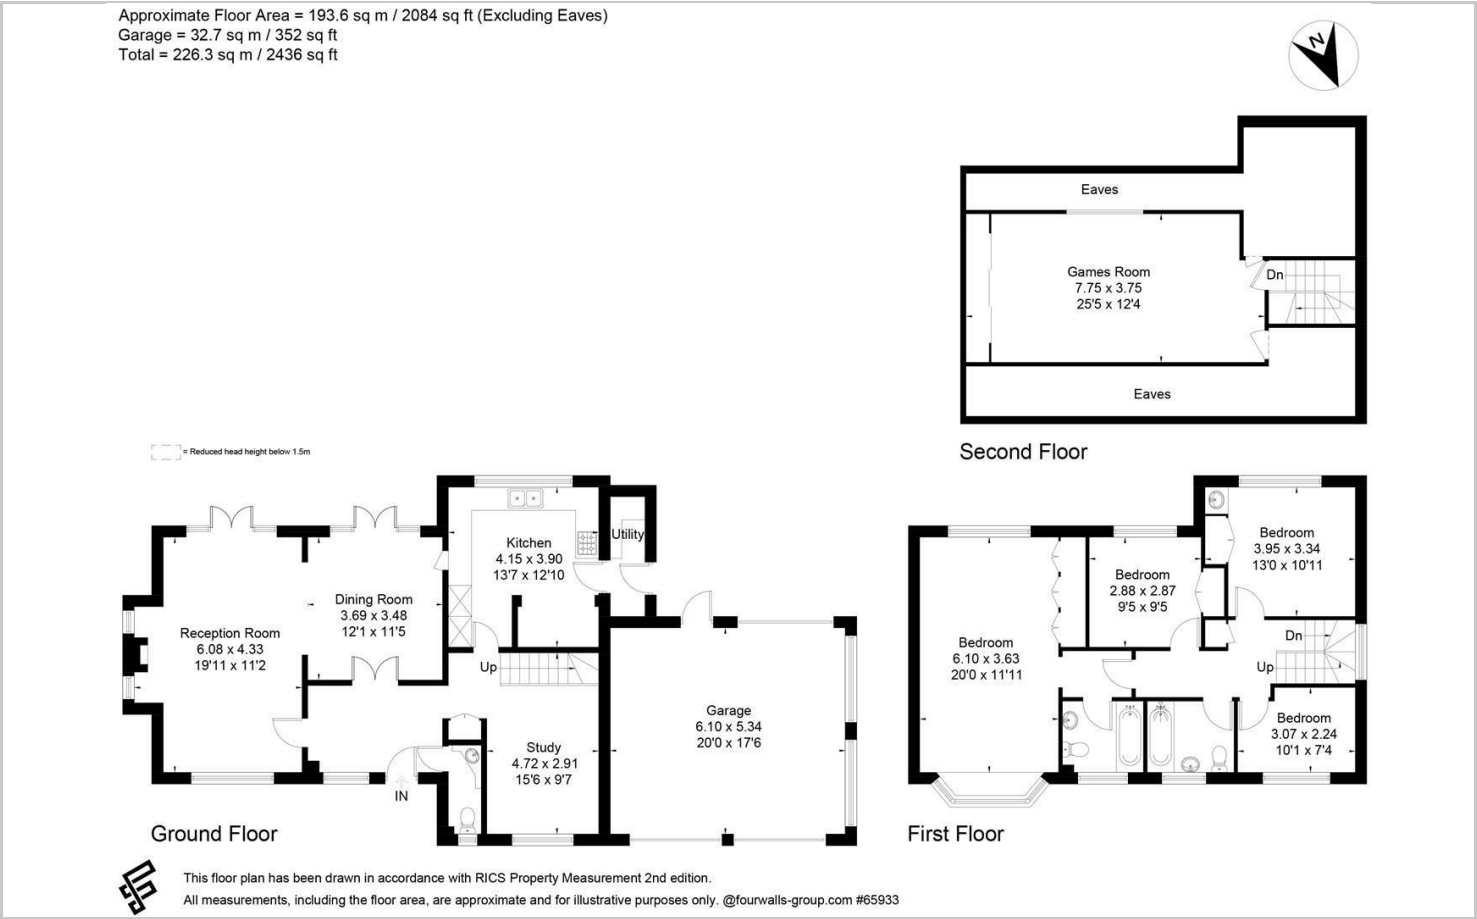 Approximate Floor Area = 193.6 sq m / 2084 sq ft (Excluding Eaves)
Garage = 32.7 sq m / 352 sq ft
Total = 226.3 sq m / 2436 sq ft
N
Eaves
Games Room
7.75 x 3.75
25'5 x 12'4
Dn
Eaves
Second Floor
= Reduced head height below 1.5m
Kitchen
4.15 x 3.90
13'7 x 12'10
Utility
Dining Room
3.69 x 3.48
12'1 x 11'5
Reception Room
6.08 x 4.33
19'11 x 11'2
Up
Garage
6.10 x 5.34
20'0 x 17'6
Study
4.72 x 2.91
15'6 x 9'7
IN
Ground Floor
Bedroom
3.95 x 3.34
13'0 x 10'11
Bedroom
2.88 x 2.87
9'5 x 9'5
Bedroom
6.10 x 3.63
20'0 x 11'11
Dn
Up
Bedroom
3.07 x 2.24
10'1 x 7'4
First Floor
This floor plan has been drawn in accordance with RICS Property Measurement 2nd edition.
All measurements, including the floor area, are approximate and for illustrative purposes only. @fourwalls-group.com #65933